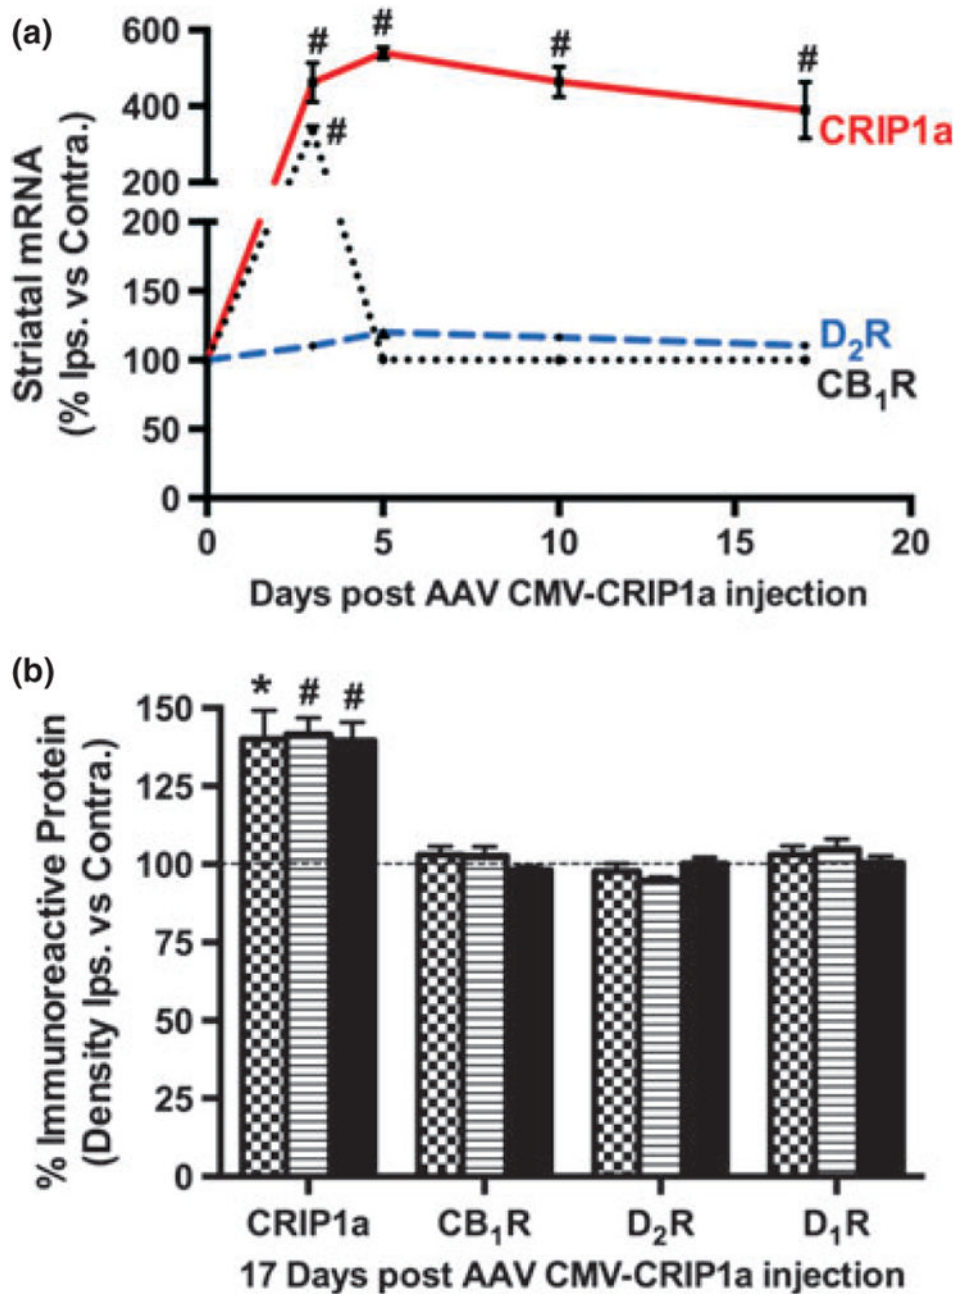 (a)
600
400
200
200
150
100
50
0
# # # #
#
CRIP1a
D₂R
CB₁R
Striatal mRNA
(% Ips. vs Contra.)
0 5 10 15 20
Days post AAV CMV-CRIP1a injection
(b)
150
125
100
75
50
25
0
* # #
% Immunoreactive Protein
(Density Ips. vs Contra.)
CRIP1a CB₁R D₂R D₁R
17 Days post AAV CMV-CRIP1a injection